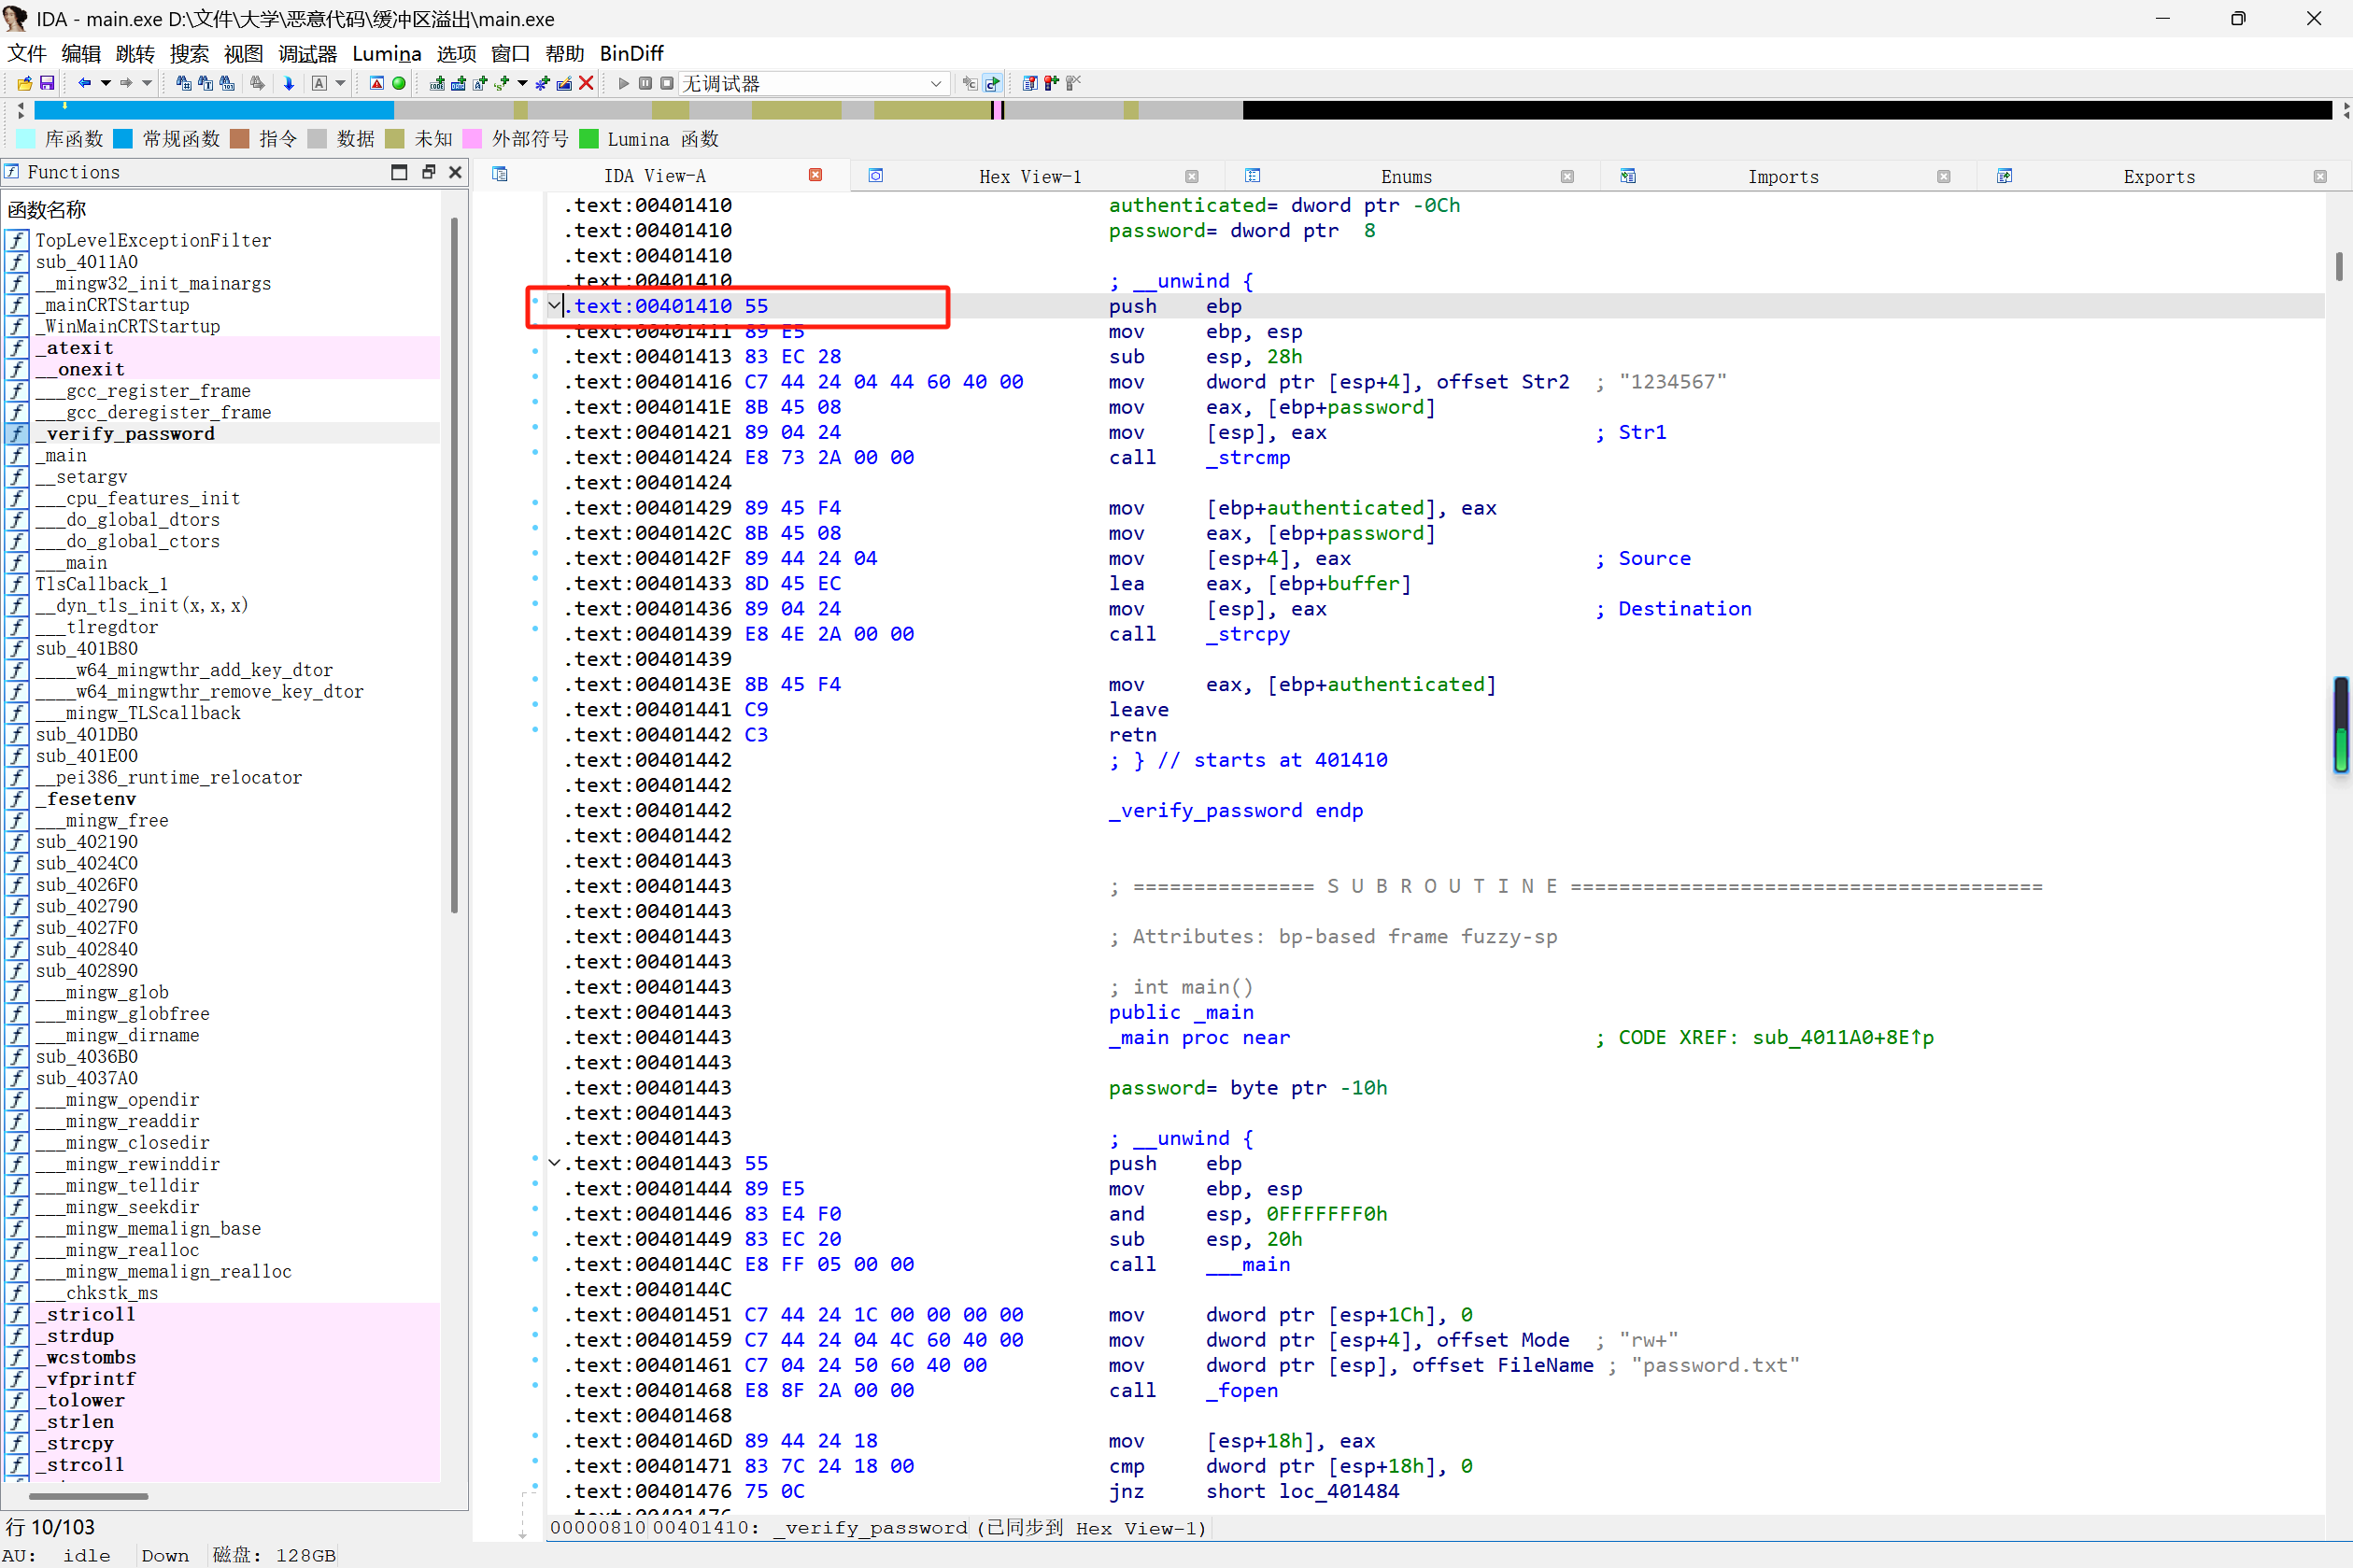 IDA - main.exe D:\文件\大学\恶意代码\缓冲区溢出\main.exe
文件 编辑 跳转 搜索 视图 调试器 Lumina 选项 窗口 帮助 BinDiff
无调试器
库函数 常规函数 指令 数据 未知 外部符号 Lumina 函数
Functions
函数名称
TopLevelExceptionFilter
sub_4011A0
__mingw32_init_mainargs
_mainCRTStartup
_WinMainCRTStartup
_atexit
__onexit
___gcc_register_frame
___gcc_deregister_frame
_verify_password
_main
__setargv
___cpu_features_init
___do_global_dtors
___do_global_ctors
___main
TlsCallback_1
__dyn_tls_init(x,x,x)
___tlregdtor
sub_401B80
____w64_mingwthr_add_key_dtor
____w64_mingwthr_remove_key_dtor
___mingw_TLScallback
sub_401DB0
sub_401E00
__pei386_runtime_relocator
_fesetenv
___mingw_free
sub_402190
sub_4024C0
sub_4026F0
sub_402790
sub_4027F0
sub_402840
sub_402890
___mingw_glob
___mingw_globfree
___mingw_dirname
sub_4036B0
sub_4037A0
___mingw_opendir
___mingw_readdir
___mingw_closedir
___mingw_rewinddir
___mingw_telldir
___mingw_seekdir
___mingw_memalign_base
___mingw_realloc
___mingw_memalign_realloc
___chkstk_ms
_stricoll
_strdup
_wcstombs
_vfprintf
_tolower
_strlen
_strcpy
_strcoll
行 10/103
AU: idle Down 磁盘: 128GB
IDA View-A Hex View-1 Enums Imports Exports
.text:00401410 authenticated= dword ptr -0Ch
.text:00401410 password= dword ptr 8
.text:00401410
.text:00401410 ; __unwind {
.text:00401410 55 push ebp
.text:00401411 89 E5 mov ebp, esp
.text:00401413 83 EC 28 sub esp, 28h
.text:00401416 C7 44 24 04 44 60 40 00 mov dword ptr [esp+4], offset Str2 ; "1234567"
.text:0040141E 8B 45 08 mov eax, [ebp+password]
.text:00401421 89 04 24 mov [esp], eax ; Str1
.text:00401424 E8 73 2A 00 00 call _strcmp
.text:00401424
.text:00401429 89 45 F4 mov [ebp+authenticated], eax
.text:0040142C 8B 45 08 mov eax, [ebp+password]
.text:0040142F 89 44 24 04 mov [esp+4], eax ; Source
.text:00401433 8D 45 EC lea eax, [ebp+buffer]
.text:00401436 89 04 24 mov [esp], eax ; Destination
.text:00401439 E8 4E 2A 00 00 call _strcpy
.text:00401439
.text:0040143E 8B 45 F4 mov eax, [ebp+authenticated]
.text:00401441 C9 leave
.text:00401442 C3 retn
.text:00401442 ; } // starts at 401410
.text:00401442
.text:00401442 _verify_password endp
.text:00401442
.text:00401443
.text:00401443 ; =============== S U B R O U T I N E =======================================
.text:00401443
.text:00401443 ; Attributes: bp-based frame fuzzy-sp
.text:00401443
.text:00401443 ; int main()
.text:00401443 public _main
.text:00401443 _main proc near ; CODE XREF: sub_4011A0+8E↑p
.text:00401443
.text:00401443 password= byte ptr -10h
.text:00401443
.text:00401443 ; __unwind {
.text:00401443 55 push ebp
.text:00401444 89 E5 mov ebp, esp
.text:00401446 83 E4 F0 and esp, 0FFFFFFF0h
.text:00401449 83 EC 20 sub esp, 20h
.text:0040144C E8 FF 05 00 00 call ___main
.text:0040144C
.text:00401451 C7 44 24 1C 00 00 00 00 mov dword ptr [esp+1Ch], 0
.text:00401459 C7 44 24 04 4C 60 40 00 mov dword ptr [esp+4], offset Mode ; "rw+"
.text:00401461 C7 04 24 50 60 40 00 mov dword ptr [esp], offset FileName ; "password.txt"
.text:00401468 E8 8F 2A 00 00 call _fopen
.text:00401468
.text:0040146D 89 44 24 18 mov [esp+18h], eax
.text:00401471 83 7C 24 18 00 cmp dword ptr [esp+18h], 0
.text:00401476 75 0C jnz short loc_401484
.text:00401476
00000810 00401410: _verify_password (已同步到 Hex View-1)